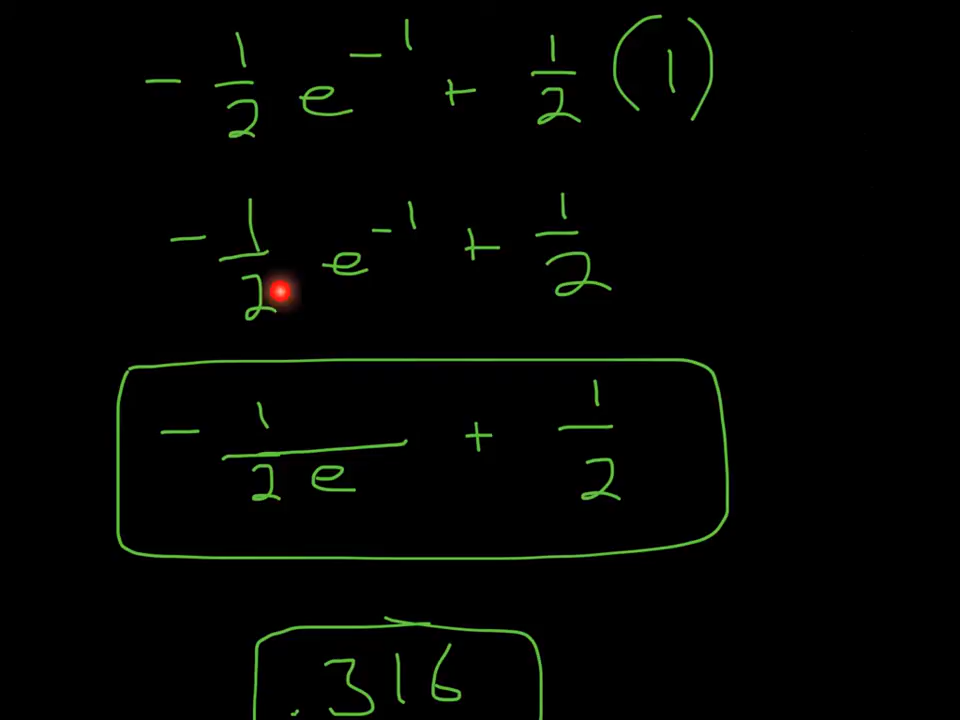 - 1/2 e^-1 + 1/2 (1)
- 1/2 e^-1 + 1/2
- 1/2e + 1/2
.316